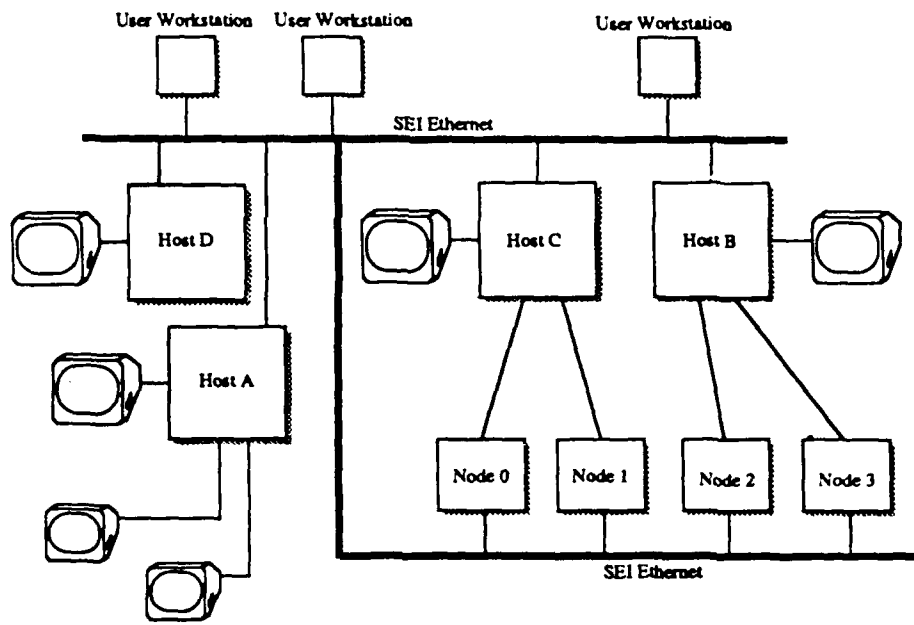 User Workstation
User Workstation
User Workstation
SEI Ethernet
Host D
Host C
Host B
Host A
Node 0
Node 1
Node 2
Node 3
SEI Ethernet